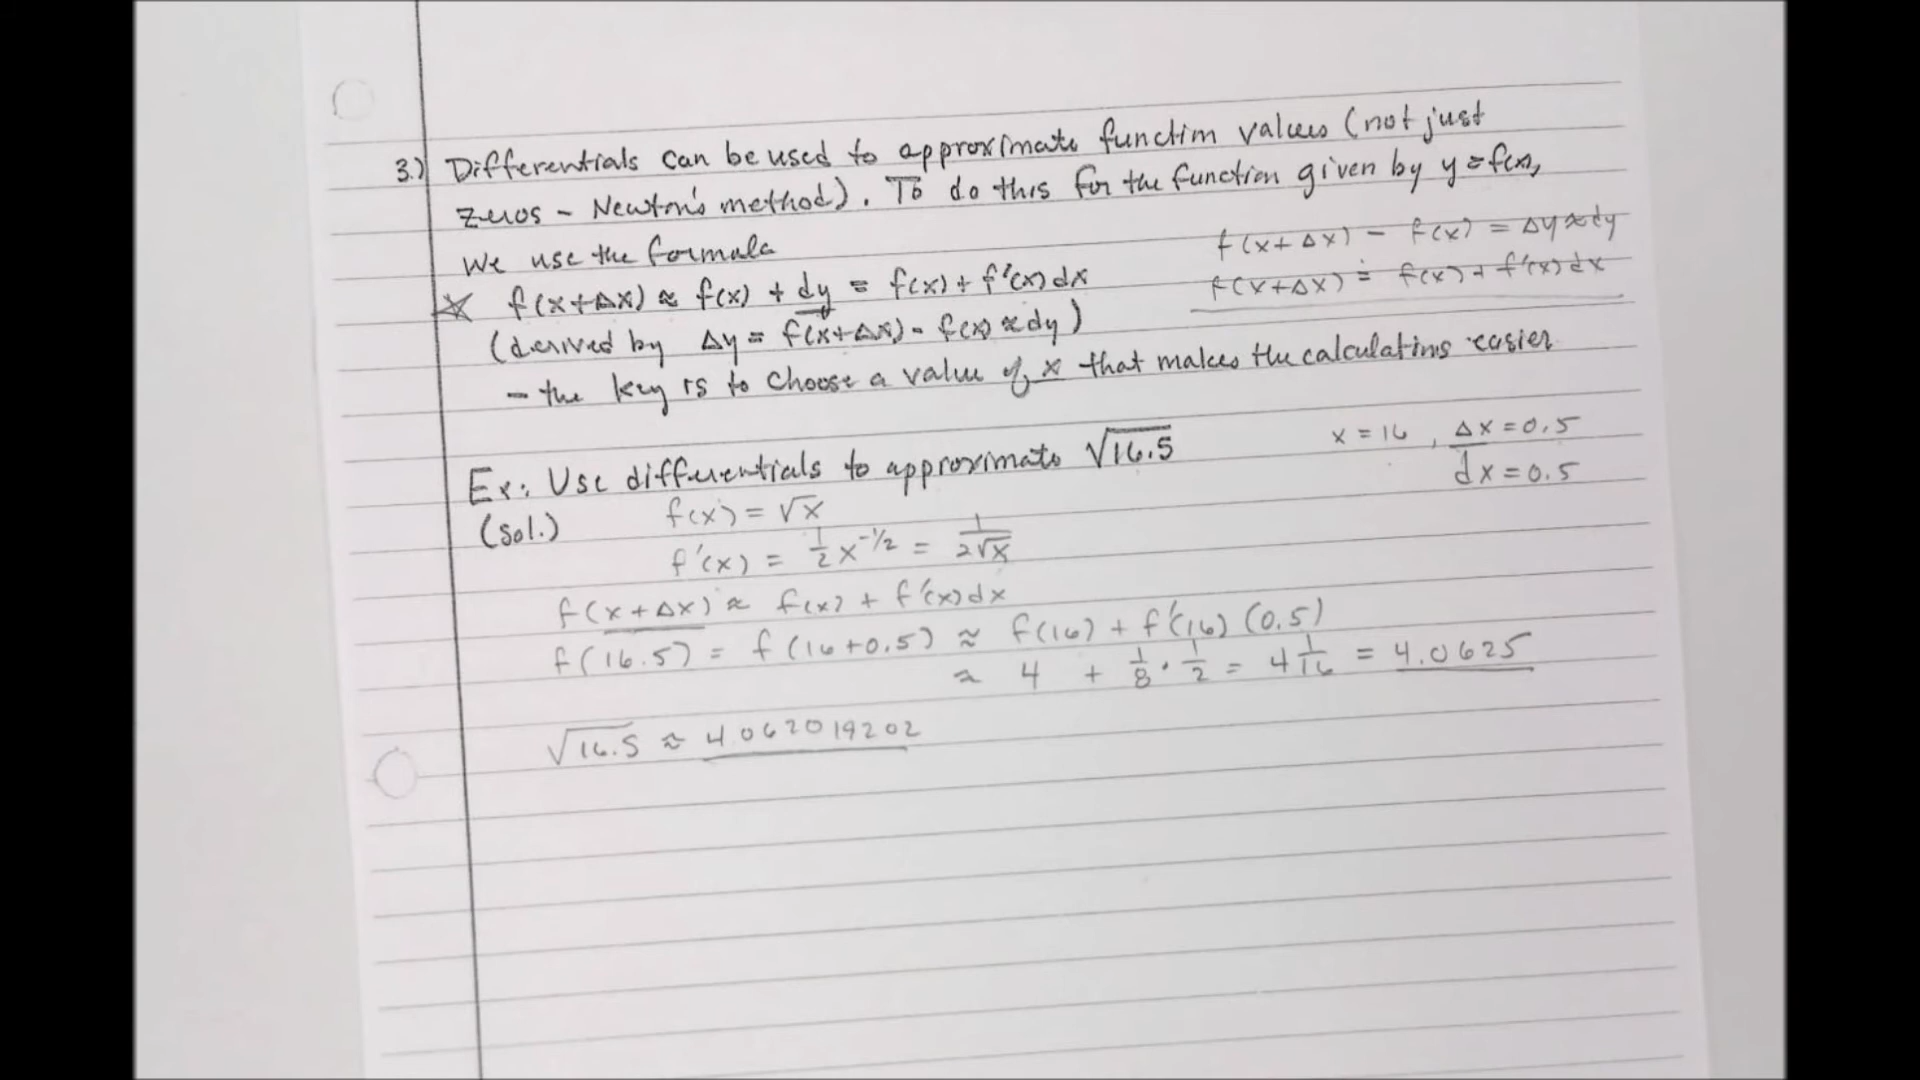 3.) Differentials can be used to approximate function values (not just
zeros - Newton's method). To do this for the function given by y = f(x),
we use the formula
f(x+Δx) ≈ f(x) + dy = f(x) + f'(x)dx
(derived by Δy = f(x+Δx) - f(x) ≈ dy)
- the key is to choose a value of x that makes the calculations easier
f(x+Δx) - f(x) = Δy ≈ dy
f(x+Δx) ≐ f(x) + f'(x)dx
Ex: Use differentials to approximate √16.5
x = 16, Δx = 0.5
dx = 0.5
(Sol.) f(x) = √x
f'(x) = 1/2 x^-1/2 = 1/(2√x)
f(x+Δx) ≈ f(x) + f'(x)dx
f(16.5) = f(16+0.5) ≈ f(16) + f'(16)(0.5)
≈ 4 + 1/8 · 1/2 = 4 1/16 = 4.0625
√16.5 ≈ 4.062019202